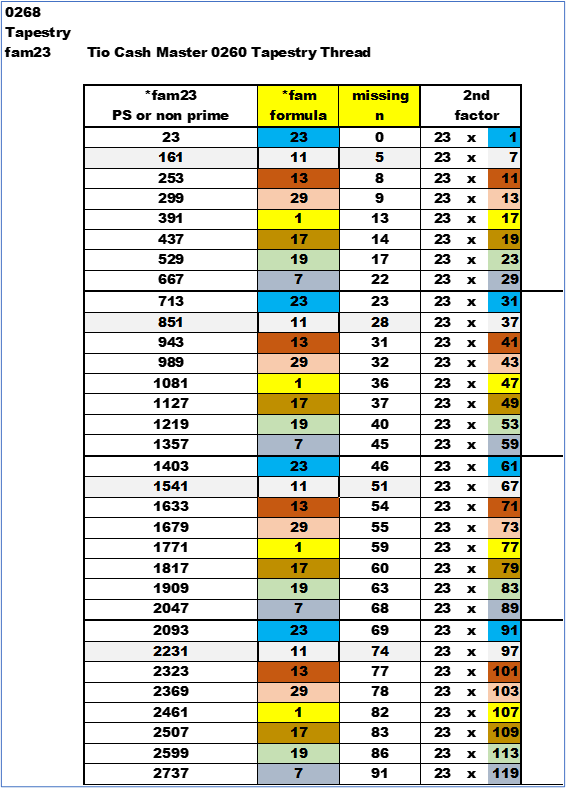 0268
Tapestry
fam23 Tio Cash Master 0260 Tapestry Thread
*fam23 *fam missing 2nd
PS or non prime formula n factor
23 23 0 23 x 1
161 11 5 23 x 7
253 13 8 23 x 11
299 29 9 23 x 13
391 1 13 23 x 17
437 17 14 23 x 19
529 19 17 23 x 23
667 7 22 23 x 29
713 23 23 23 x 31
851 11 28 23 x 37
943 13 31 23 x 41
989 29 32 23 x 43
1081 1 36 23 x 47
1127 17 37 23 x 49
1219 19 40 23 x 53
1357 7 45 23 x 59
1403 23 46 23 x 61
1541 11 51 23 x 67
1633 13 54 23 x 71
1679 29 55 23 x 73
1771 1 59 23 x 77
1817 17 60 23 x 79
1909 19 63 23 x 83
2047 7 68 23 x 89
2093 23 69 23 x 91
2231 11 74 23 x 97
2323 13 77 23 x 101
2369 29 78 23 x 103
2461 1 82 23 x 107
2507 17 83 23 x 109
2599 19 86 23 x 113
2737 7 91 23 x 119